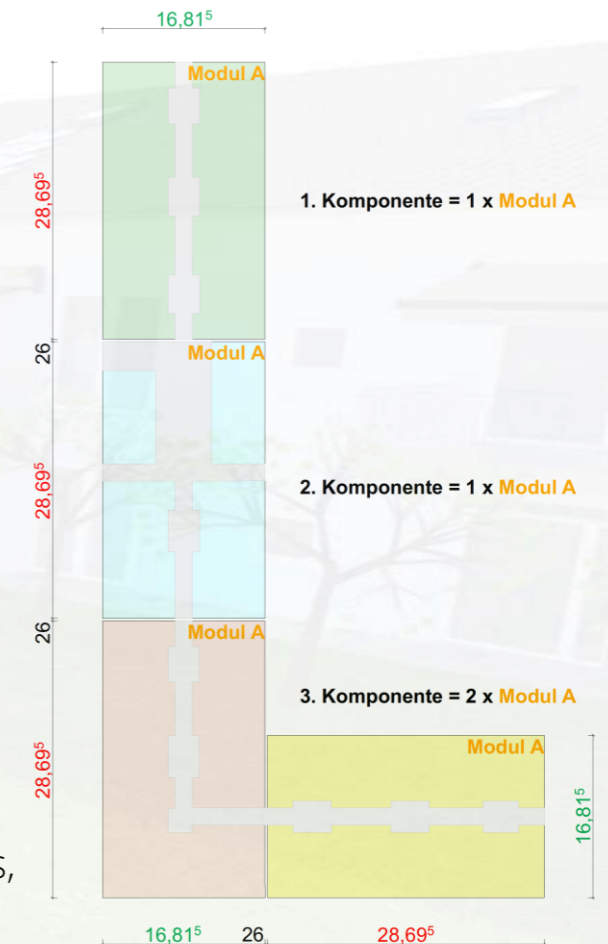 16,81⁵
Modul A
28,69⁵
1. Komponente = 1 x Modul A
26
Modul A
28,69⁵
2. Komponente = 1 x Modul A
26
Modul A
28,69⁵
3. Komponente = 2 x Modul A
Modul A
16,81⁵
16,81⁵ 26 28,69⁵